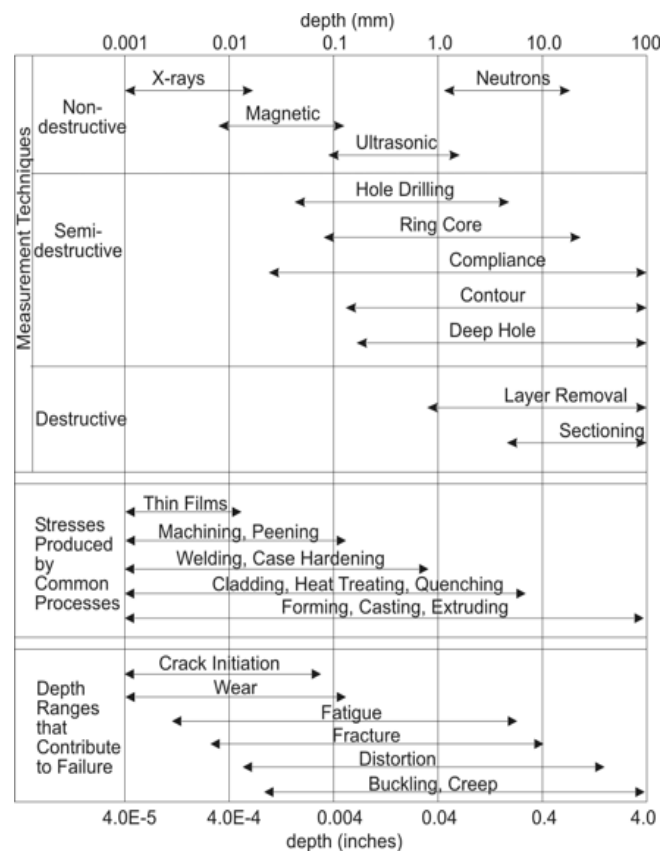 depth (mm)
0.001 0.01 0.1 1.0 10.0 100
Measurement Techniques
Non-
destructive
X-rays
Neutrons
Magnetic
Ultrasonic
Semi-
destructive
Hole Drilling
Ring Core
Compliance
Contour
Deep Hole
Destructive
Layer Removal
Sectioning
Stresses
Produced
by
Common
Processes
Thin Films
Machining, Peening
Welding, Case Hardening
Cladding, Heat Treating, Quenching
Forming, Casting, Extruding
Depth
Ranges
that
Contribute
to Failure
Crack Initiation
Wear
Fatigue
Fracture
Distortion
Buckling, Creep
4.0E-5 4.0E-4 0.004 0.04 0.4 4.0
depth (inches)